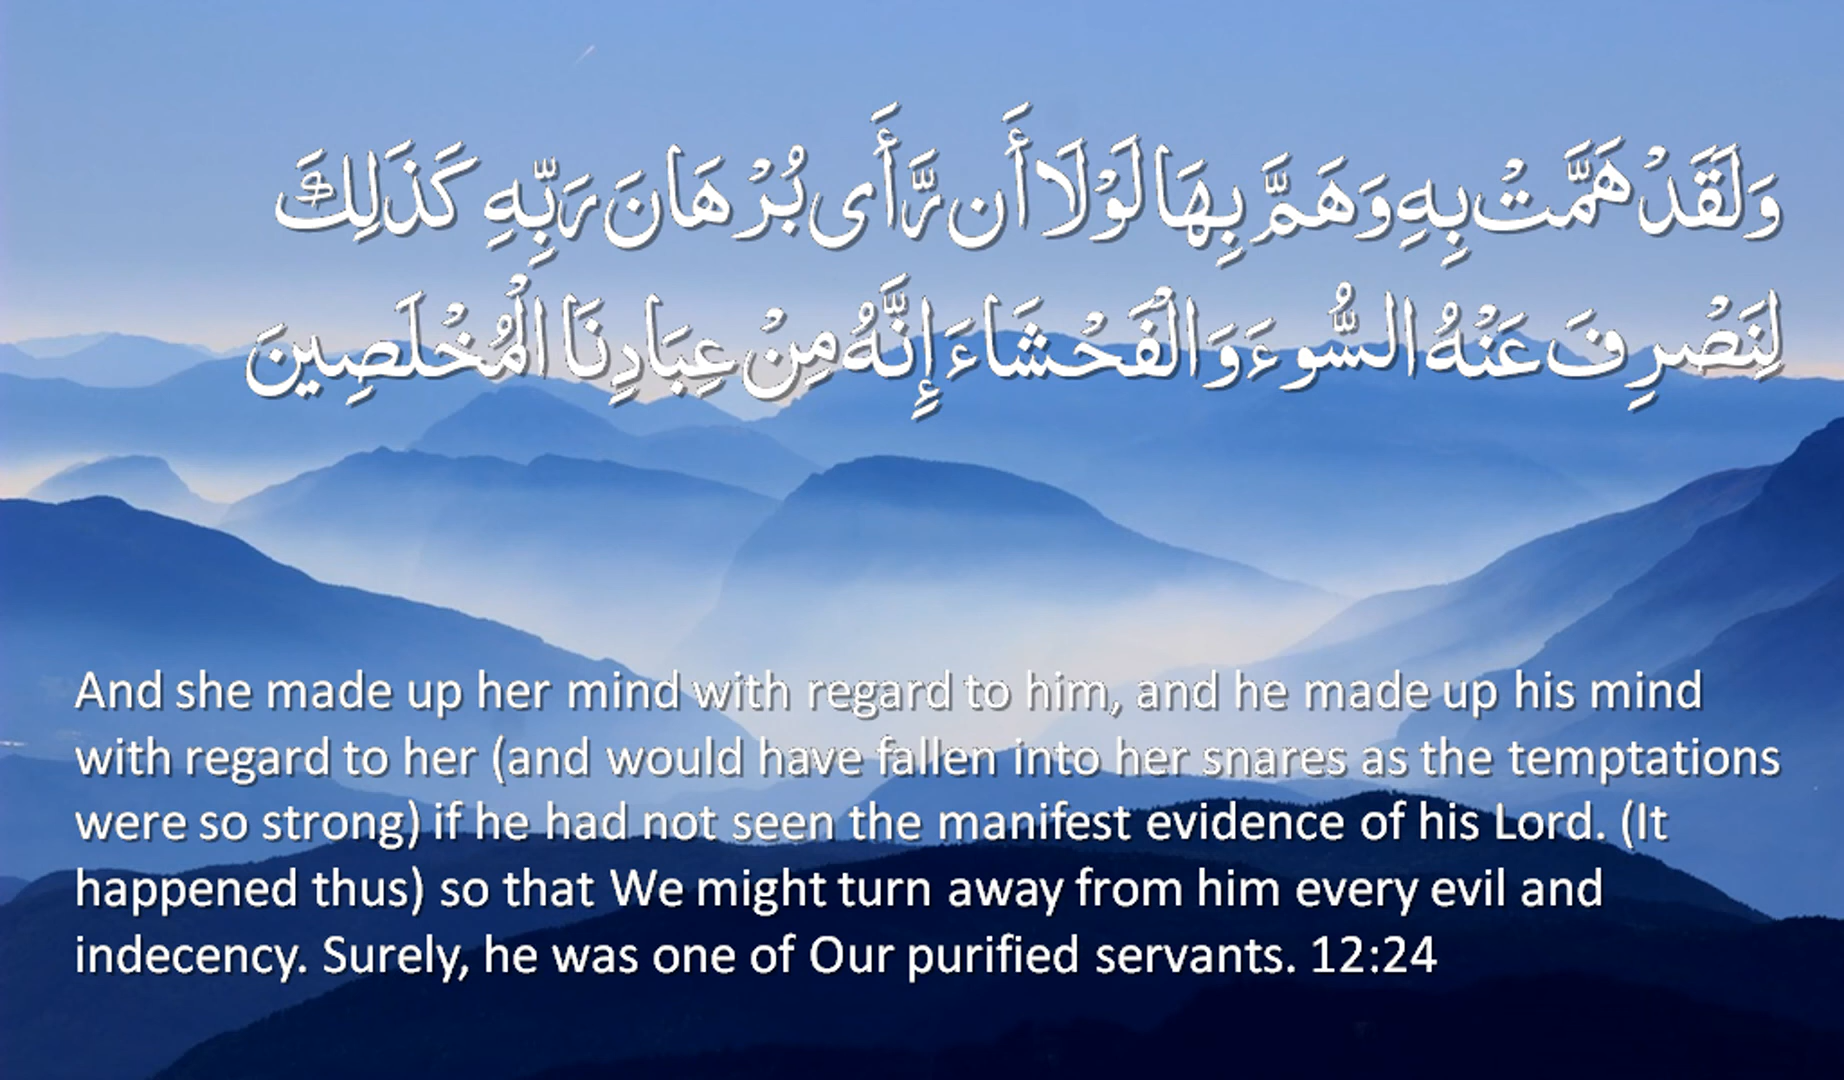 وَلَقَدْ هَمَّتْ بِهِ وَهَمَّ بِهَا لَوْلَا أَن رَّأَى بُرْهَانَ رَبِّهِ كَذَلِكَ
لِنَصْرِفَ عَنْهُ السُّوءَ وَالْفَحْشَاءَ إِنَّهُ مِنْ عِبَادِنَا الْمُخْلَصِينَ
And she made up her mind with regard to him, and he made up his mind
with regard to her (and would have fallen into her snares as the temptations
were so strong) if he had not seen the manifest evidence of his Lord. (It
happened thus) so that We might turn away from him every evil and
indecency. Surely, he was one of Our purified servants. 12:24